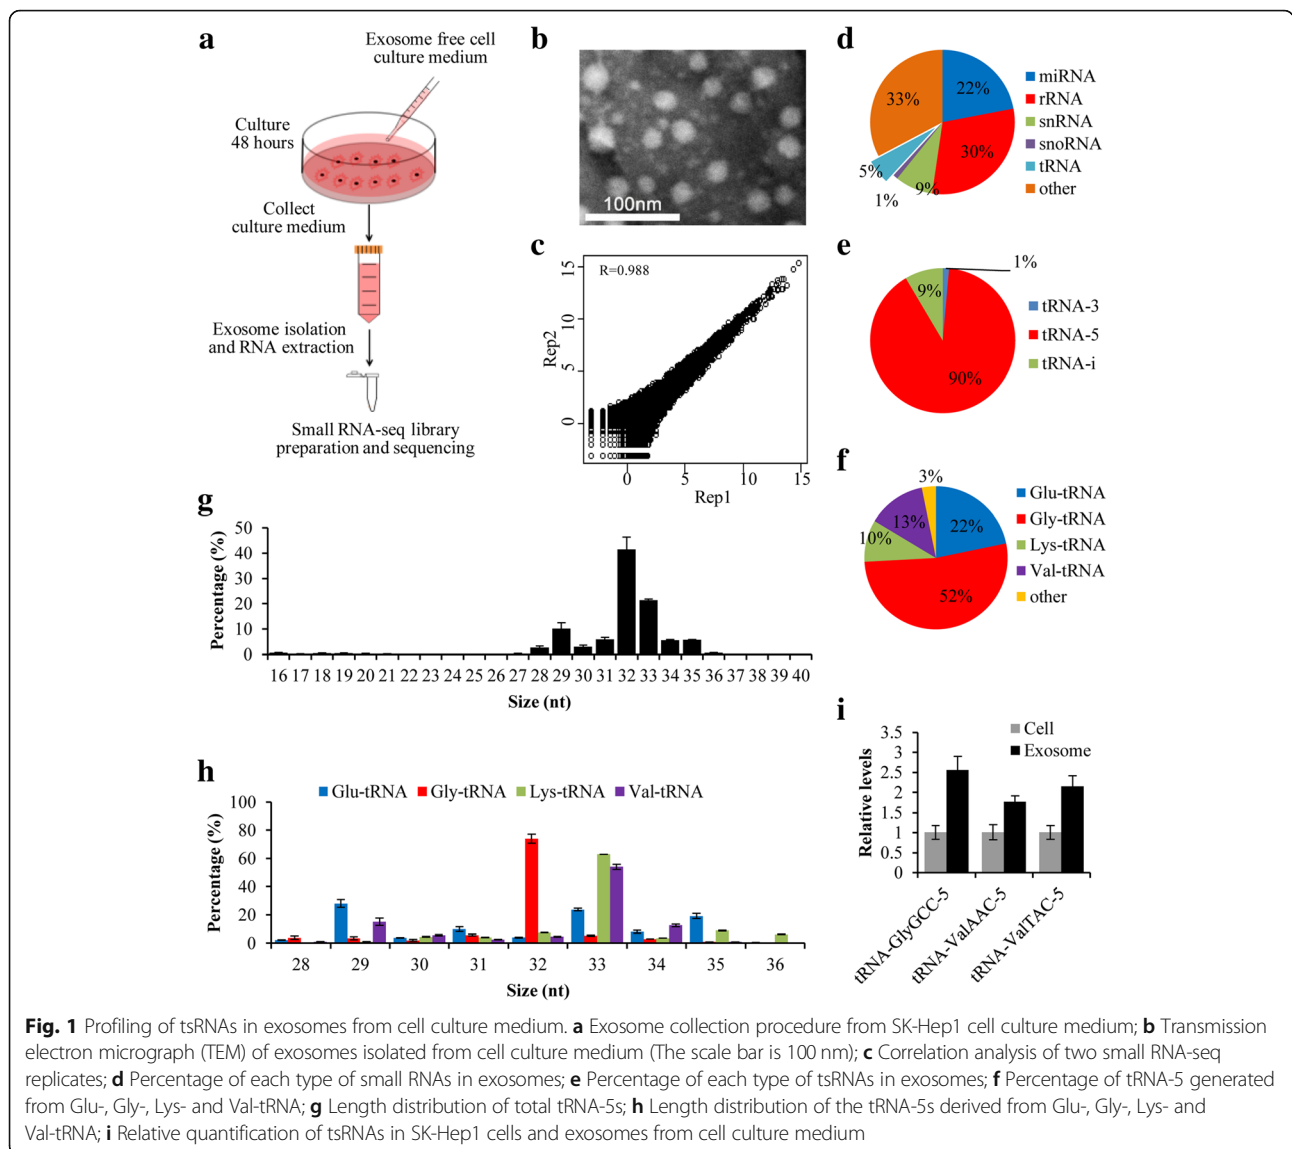 a
Exosome free cell
culture medium
Culture
48 hours
Collect
culture medium
Exosome isolation
and RNA extraction
Small RNA-seq library
preparation and sequencing
b
100nm
c
R=0.988
15
10
5
0
Rep2
0 5 10 15
Rep1
d
33%
22%
30%
9%
1%
5%
miRNA
rRNA
snRNA
snoRNA
tRNA
other
e
1%
9%
90%
tRNA-3
tRNA-5
tRNA-i
f
3%
22%
13%
10%
52%
Glu-tRNA
Gly-tRNA
Lys-tRNA
Val-tRNA
other
g
Percentage (%)
50
40
30
20
10
0
16 17 18 19 20 21 22 23 24 25 26 27 28 29 30 31 32 33 34 35 36 37 38 39 40
Size (nt)
h
Glu-tRNA Gly-tRNA Lys-tRNA Val-tRNA
Percentage (%)
100
80
60
40
20
0
28 29 30 31 32 33 34 35 36
Size (nt)
i
Cell
Exosome
Relative levels
3.5
3
2.5
2
1.5
1
0.5
0
tRNA-GlyGCC-5
tRNA-ValAAC-5
tRNA-ValTAC-5
Fig. 1 Profiling of tsRNAs in exosomes from cell culture medium. a Exosome collection procedure from SK-Hep1 cell culture medium; b Transmission
electron micrograph (TEM) of exosomes isolated from cell culture medium (The scale bar is 100 nm); c Correlation analysis of two small RNA-seq
replicates; d Percentage of each type of small RNAs in exosomes; e Percentage of each type of tsRNAs in exosomes; f Percentage of tRNA-5 generated
from Glu-, Gly-, Lys- and Val-tRNA; g Length distribution of total tRNA-5s; h Length distribution of the tRNA-5s derived from Glu-, Gly-, Lys- and
Val-tRNA; i Relative quantification of tsRNAs in SK-Hep1 cells and exosomes from cell culture medium